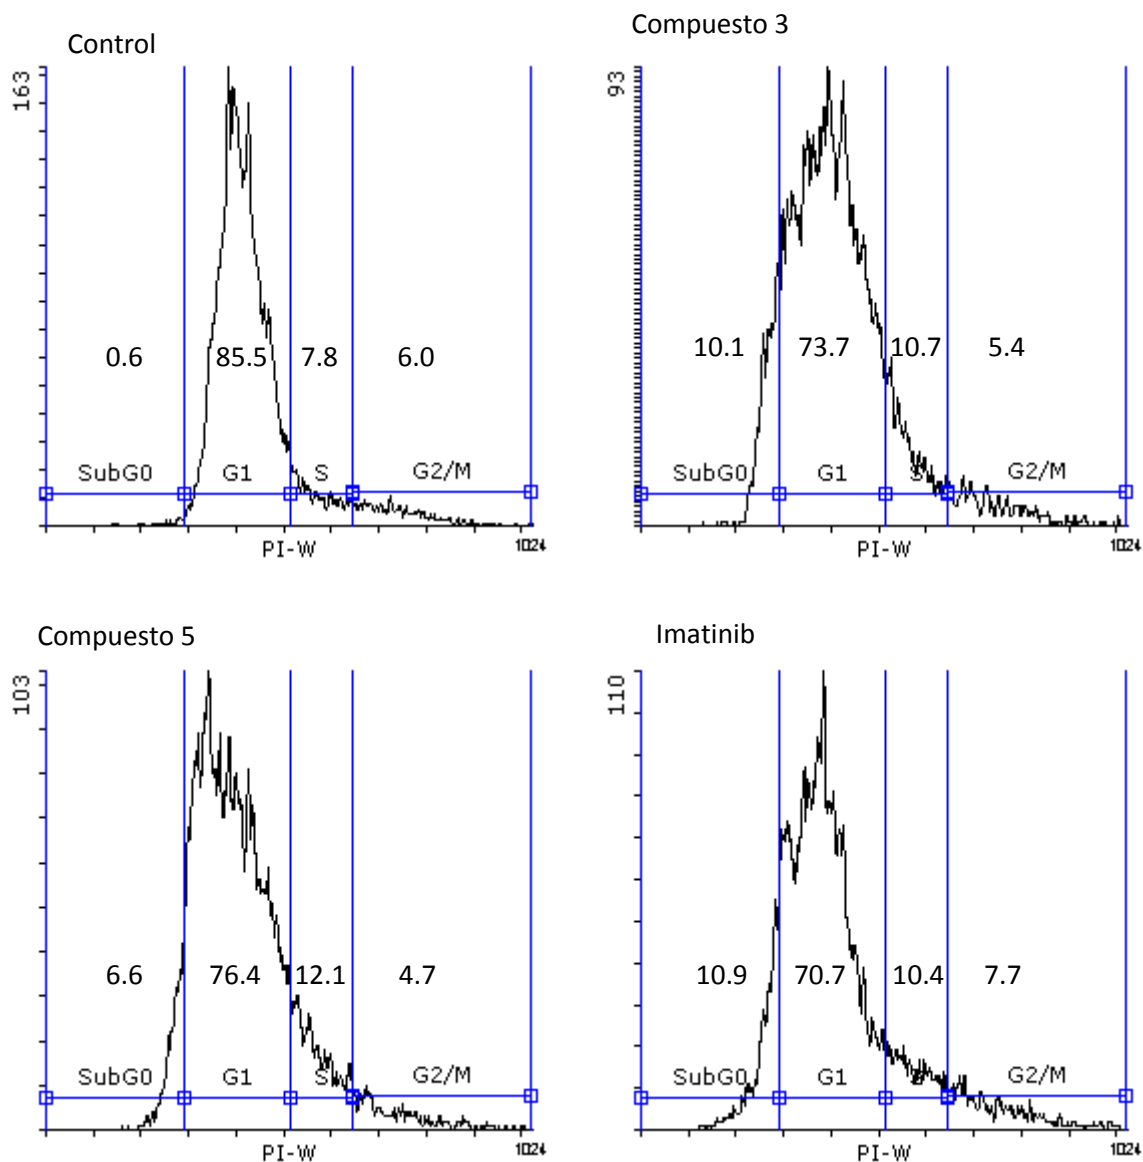 Control
163
0.6 85.5 7.8 6.0
SubG0 G1 S G2/M
PI-W
1024
Compuesto 3
93
10.1 73.7 10.7 5.4
SubG0 G1 S G2/M
PI-W
1024
Compuesto 5
103
6.6 76.4 12.1 4.7
SubG0 G1 S G2/M
PI-W
1024
Imatinib
110
10.9 70.7 10.4 7.7
SubG0 G1 S G2/M
PI-W
1024